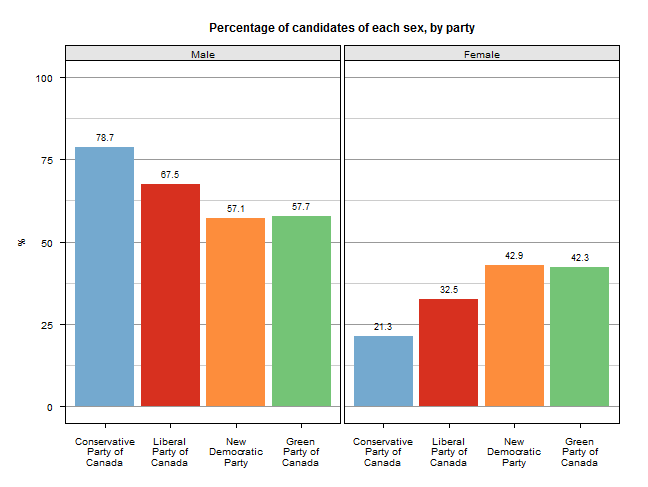 Percentage of candidates of each sex, by party
Male
Female
100
75
50
25
0
%
78.7
67.5
57.1
57.7
21.3
32.5
42.9
42.3
Conservative
Party of
Canada
Liberal
Party of
Canada
New
Democratic
Party
Green
Party of
Canada
Conservative
Party of
Canada
Liberal
Party of
Canada
New
Democratic
Party
Green
Party of
Canada